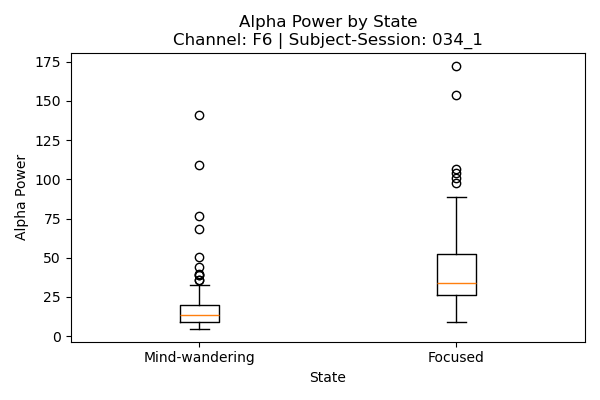 Alpha Power by State
Channel: F6 | Subject-Session: 034_1
175
150
125
100
75
50
25
0
Alpha Power
Mind-wandering
Focused
State